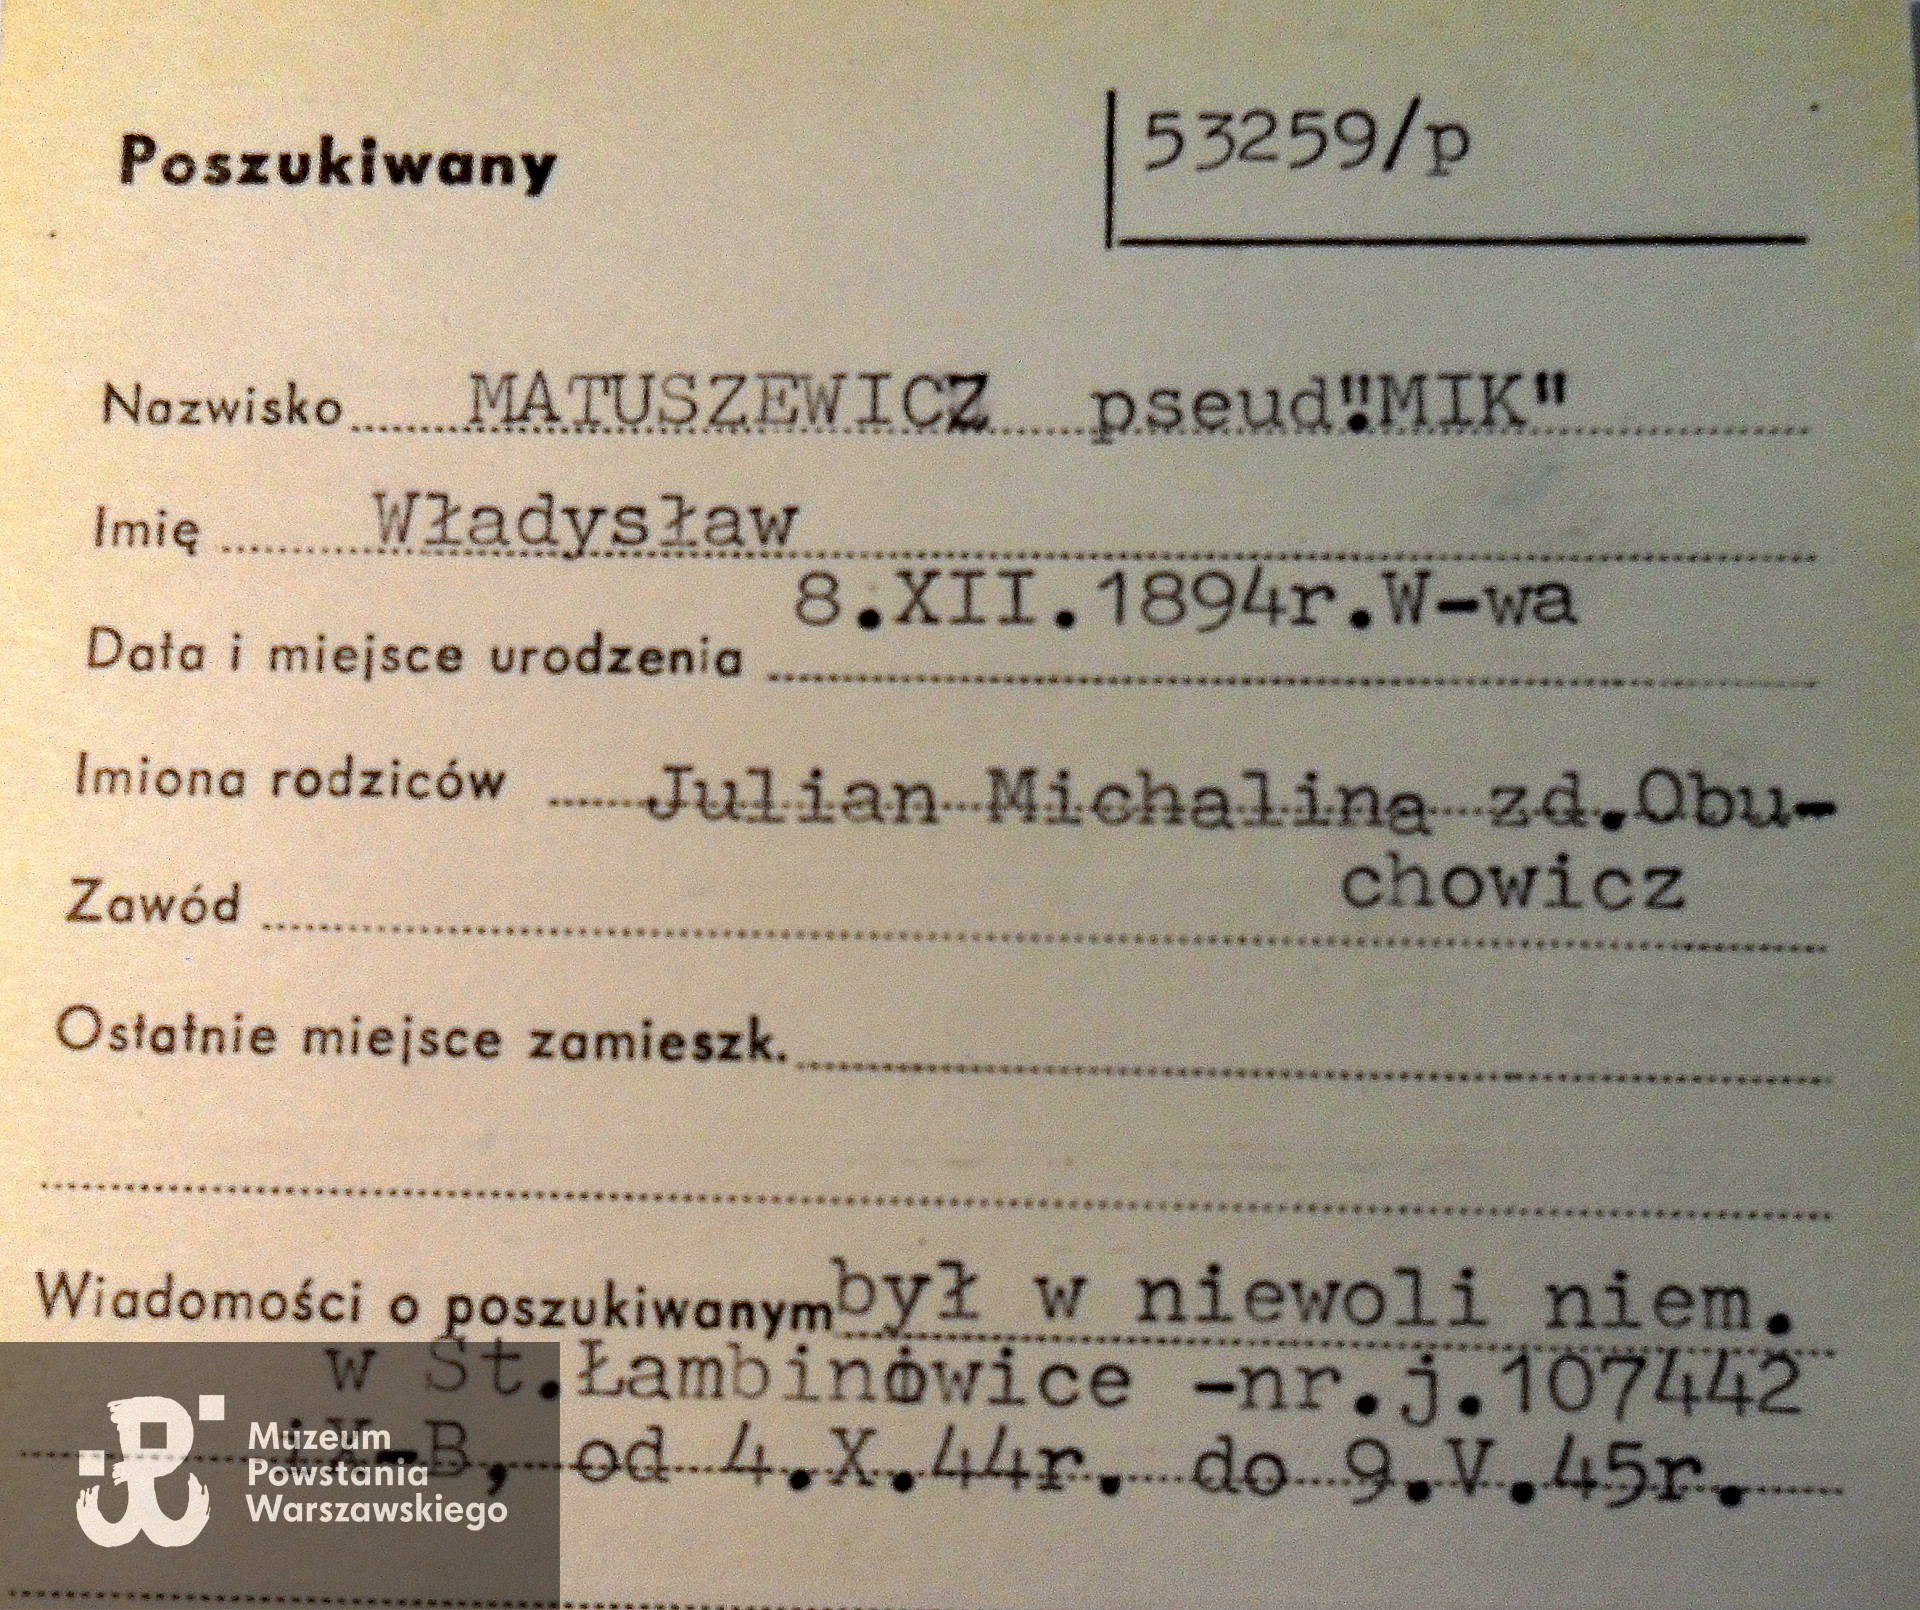 Poszukiwany
53259/p
Nazwisko MATUSZEWICZ pseud."MIK"
Imię Władysław
8.XII.1894r.W-wa
Data i miejsce urodzenia
Imiona rodziców Julian Michalina zd.Obu-
chowicz
Zawód
Ostatnie miejsce zamieszk.
Wiadomości o poszukiwanym był w niewoli niem.
w St.Łambinowice -nr.j.107442
-B, od 4.X.44r. do 9.V.45r.
Muzeum
Powstania
Warszawskiego